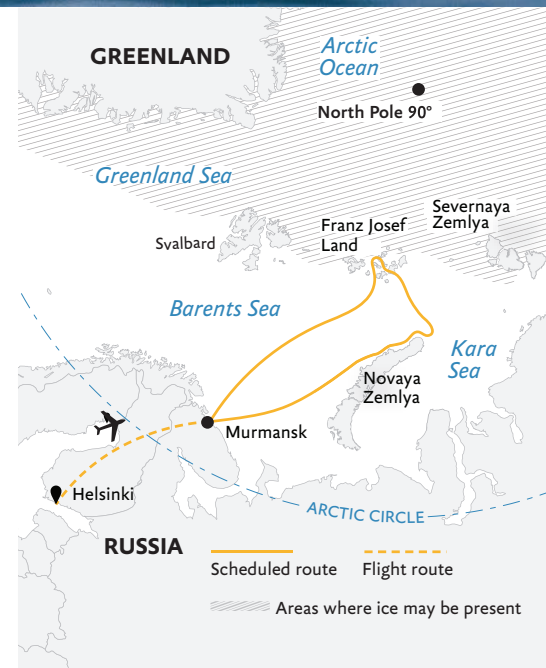 GREENLAND
Arctic
Ocean
North Pole 90°
Greenland Sea
Severnaya
Zemlya
Franz Josef
Land
Svalbard
Barents Sea
Kara
Sea
Novaya
Zemlya
Murmansk
Helsinki
ARCTIC CIRCLE
RUSSIA
Scheduled route
Flight route
Areas where ice may be present